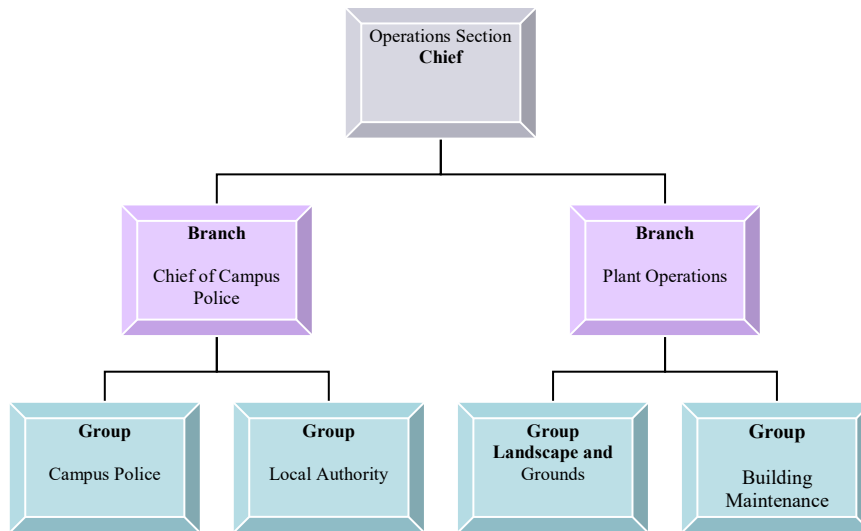 Operations Section
Chief
Branch
Chief of Campus
Police
Branch
Plant Operations
Group
Campus Police
Group
Local Authority
Group
Landscape and
Grounds
Group
Building
Maintenance